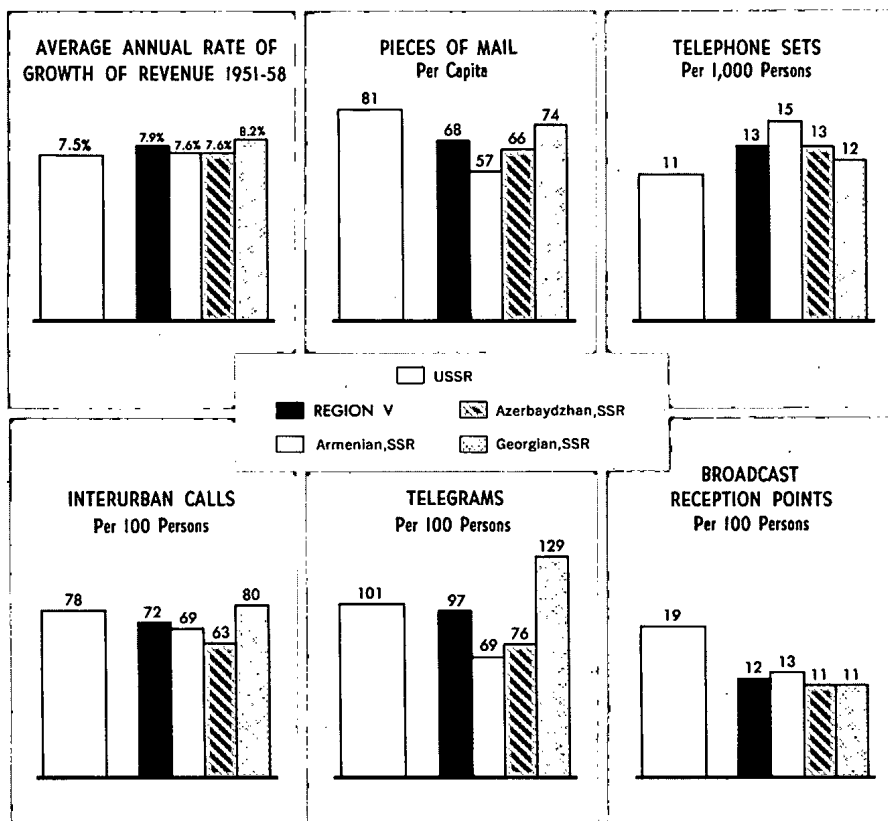 AVERAGE ANNUAL RATE OF
GROWTH OF REVENUE 1951-58
7.5%
7.9%
7.6%
7.6%
8.2%
PIECES OF MAIL
Per Capita
81
68
57
66
74
TELEPHONE SETS
Per 1,000 Persons
11
13
15
13
12
USSR
REGION V
Azerbaydzhan,SSR
Armenian,SSR
Georgian,SSR
INTERURBAN CALLS
Per 100 Persons
78
72
69
63
80
TELEGRAMS
Per 100 Persons
101
97
69
76
129
BROADCAST
RECEPTION POINTS
Per 100 Persons
19
12
13
11
11